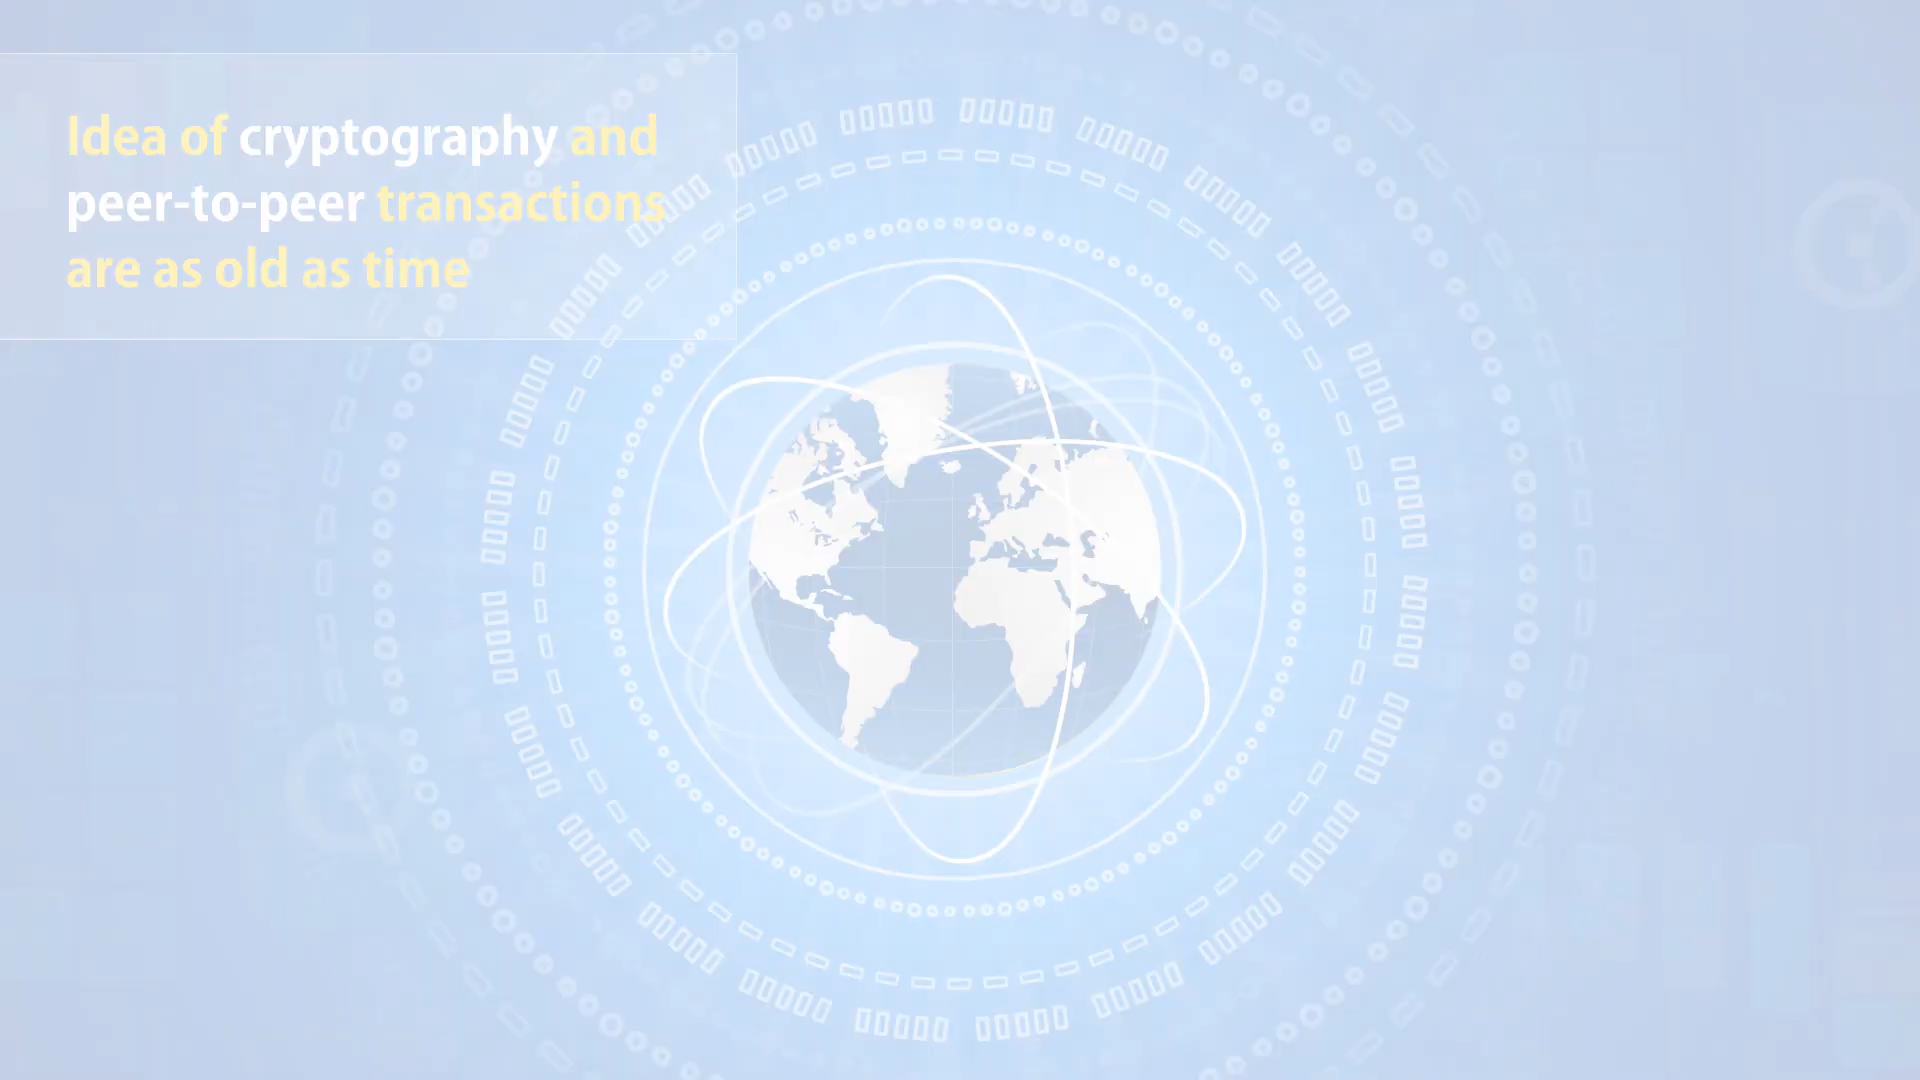 Idea of cryptography and
peer-to-peer transactions
are as old as time